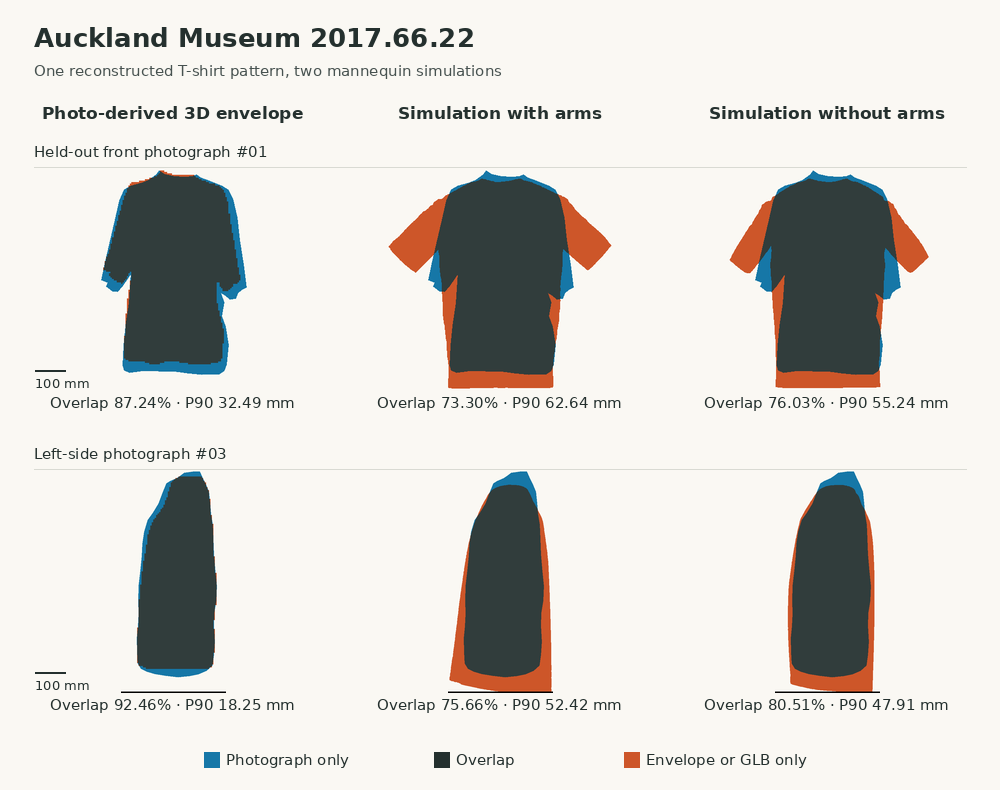 Auckland Museum 2017.66.22
One reconstructed T-shirt pattern, two mannequin simulations
Photo-derived 3D envelope
Simulation with arms
Simulation without arms
Held-out front photograph #01
100 mm
Overlap 87.24% · P90 32.49 mm
Overlap 73.30% · P90 62.64 mm
Overlap 76.03% · P90 55.24 mm
Left-side photograph #03
100 mm
Overlap 92.46% · P90 18.25 mm
Overlap 75.66% · P90 52.42 mm
Overlap 80.51% · P90 47.91 mm
Photograph only
Overlap
Envelope or GLB only